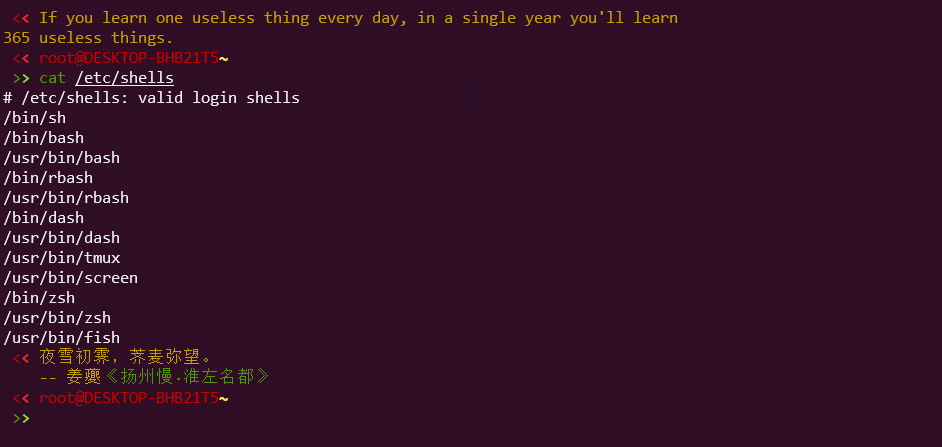 << If you learn one useless thing every day, in a single year you'll learn
365 useless things.
<< root@DESKTOP-BHB21T5~
>> cat /etc/shells
# /etc/shells: valid login shells
/bin/sh
/bin/bash
/usr/bin/bash
/bin/rbash
/usr/bin/rbash
/bin/dash
/usr/bin/dash
/usr/bin/tmux
/usr/bin/screen
/bin/zsh
/usr/bin/zsh
/usr/bin/fish
<< 夜雪初霁，荠麦弥望。
-- 姜夔《扬州慢·淮左名都》
<< root@DESKTOP-BHB21T5~
>>